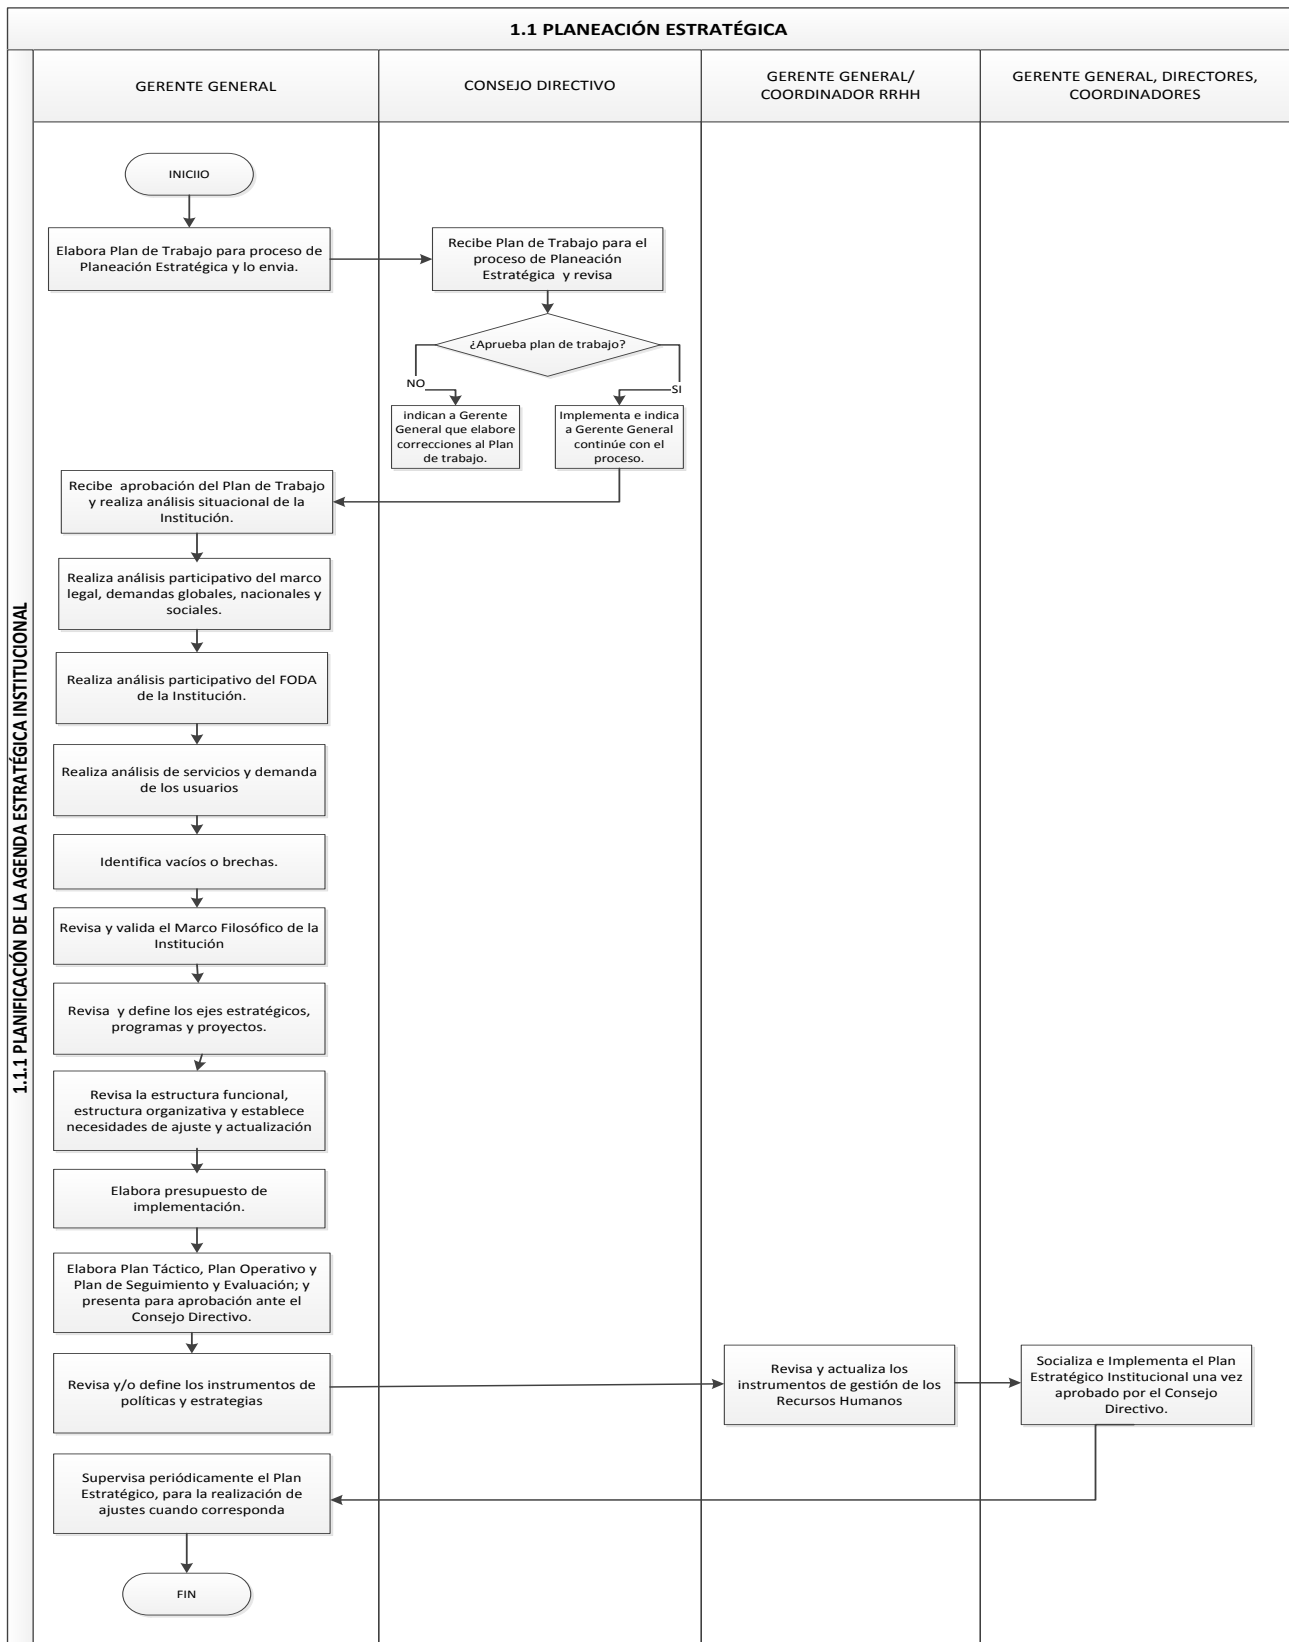 1.1 PLANEACIÓN ESTRATÉGICA
1.1.1 PLANIFICACIÓN DE LA AGENDA ESTRATÉGICA INSTITUCIONAL
GERENTE GENERAL
CONSEJO DIRECTIVO
GERENTE GENERAL/
COORDINADOR RRHH
GERENTE GENERAL, DIRECTORES,
COORDINADORES
INICIIO
Elabora Plan de Trabajo para proceso de
Planeación Estratégica y lo envia.
Recibe Plan de Trabajo para el
proceso de Planeación
Estratégica y revisa
¿Aprueba plan de trabajo?
NO
SI
indican a Gerente
General que elabore
correcciones al Plan
de trabajo.
Implementa e indica
a Gerente General
continúe con el
proceso.
Recibe aprobación del Plan de Trabajo
y realiza análisis situacional de la
Institución.
Realiza análisis participativo del marco
legal, demandas globales, nacionales y
sociales.
Realiza análisis participativo del FODA
de la Institución.
Realiza análisis de servicios y demanda
de los usuarios
Identifica vacíos o brechas.
Revisa y valida el Marco Filosófico de la
Institución
Revisa y define los ejes estratégicos,
programas y proyectos.
Revisa la estructura funcional,
estructura organizativa y establece
necesidades de ajuste y actualización
Elabora presupuesto de
implementación.
Elabora Plan Táctico, Plan Operativo y
Plan de Seguimiento y Evaluación; y
presenta para aprobación ante el
Consejo Directivo.
Revisa y/o define los instrumentos de
políticas y estrategias
Revisa y actualiza los
instrumentos de gestión de los
Recursos Humanos
Socializa e Implementa el Plan
Estratégico Institucional una vez
aprobado por el Consejo
Directivo.
Supervisa periódicamente el Plan
Estratégico, para la realización de
ajustes cuando corresponda
FIN